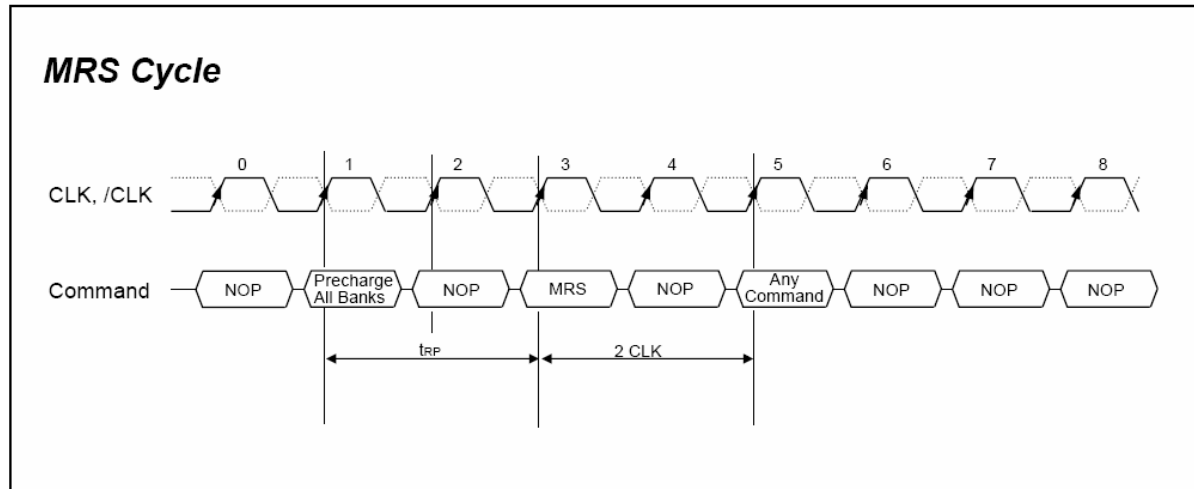 MRS Cycle
0 1 2 3 4 5 6 7 8
CLK, /CLK
Command
NOP
Precharge
All Banks
NOP
MRS
NOP
Any
Command
NOP
NOP
NOP
tRP
2 CLK